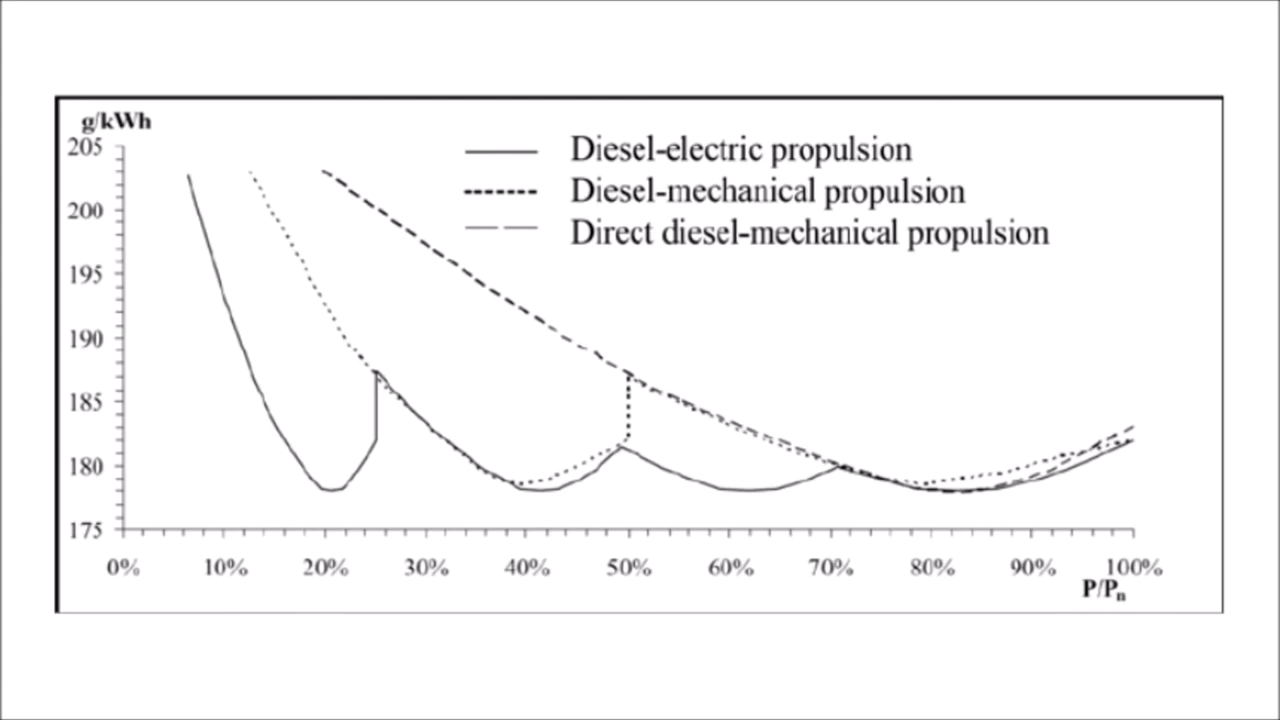 g/kWh
205
200
195
190
185
180
175
Diesel-electric propulsion
Diesel-mechanical propulsion
Direct diesel-mechanical propulsion
0% 10% 20% 30% 40% 50% 60% 70% 80% 90% 100%
P/Pn